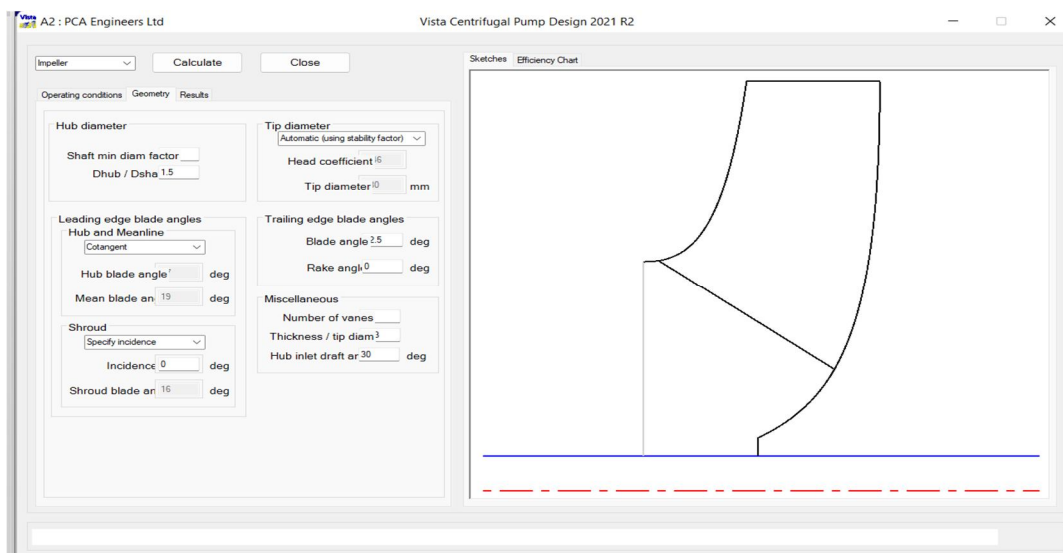 A2 : PCA Engineers Ltd
Vista Centrifugal Pump Design 2021 R2
Impeller
Calculate
Close
Operating conditions Geometry Results
Hub diameter
Shaft min diam factor
Dhub / Dsha 1.5
Leading edge blade angles
Hub and Meanline
Cotangent
Hub blade angle deg
Mean blade an 19 deg
Shroud
Specify incidence
Incidence 0 deg
Shroud blade an 16 deg
Tip diameter
Automatic (using stability factor)
Head coefficient
Tip diameter mm
Trailing edge blade angles
Blade angle 2.5 deg
Rake angl 0 deg
Miscellaneous
Number of vanes
Thickness / tip diam 3
Hub inlet draft ar 30 deg
Sketches Efficiency Chart